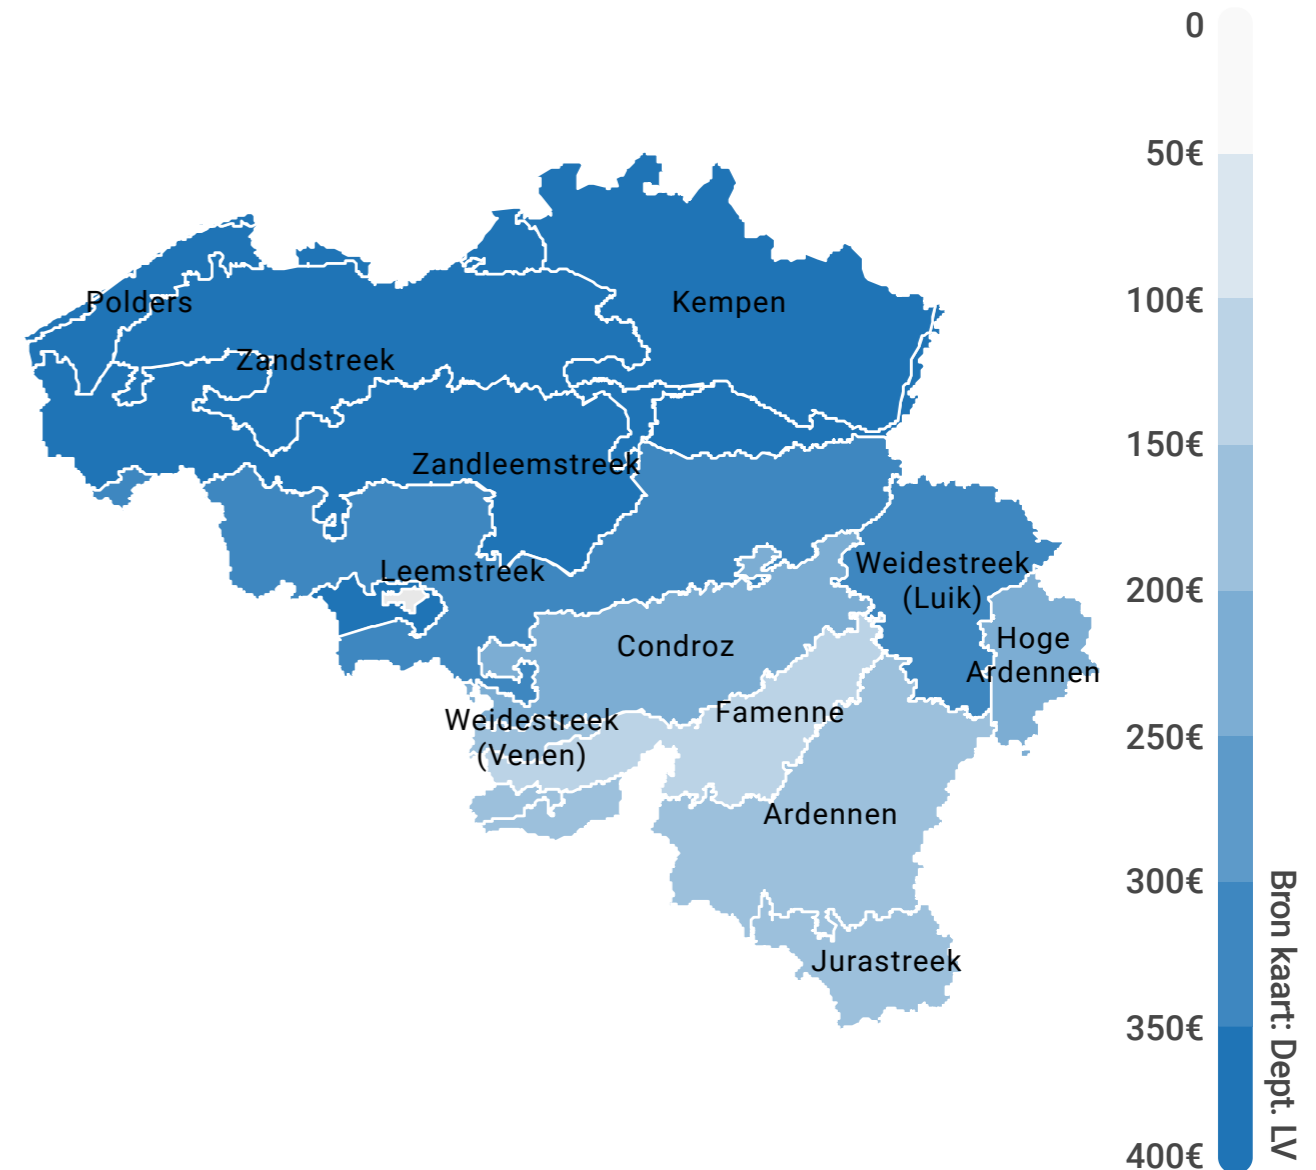 Polders
Kempen
Zandstreek
Zandleemstreek
Leemstreek
Weidestreek
(Luik)
Condroz
Hoge
Ardennen
Weidestreek
(Venen)
Famenne
Ardennen
Jurastreek
0
50€
100€
150€
200€
250€
300€
350€
400€
Bron kaart: Dept. LV